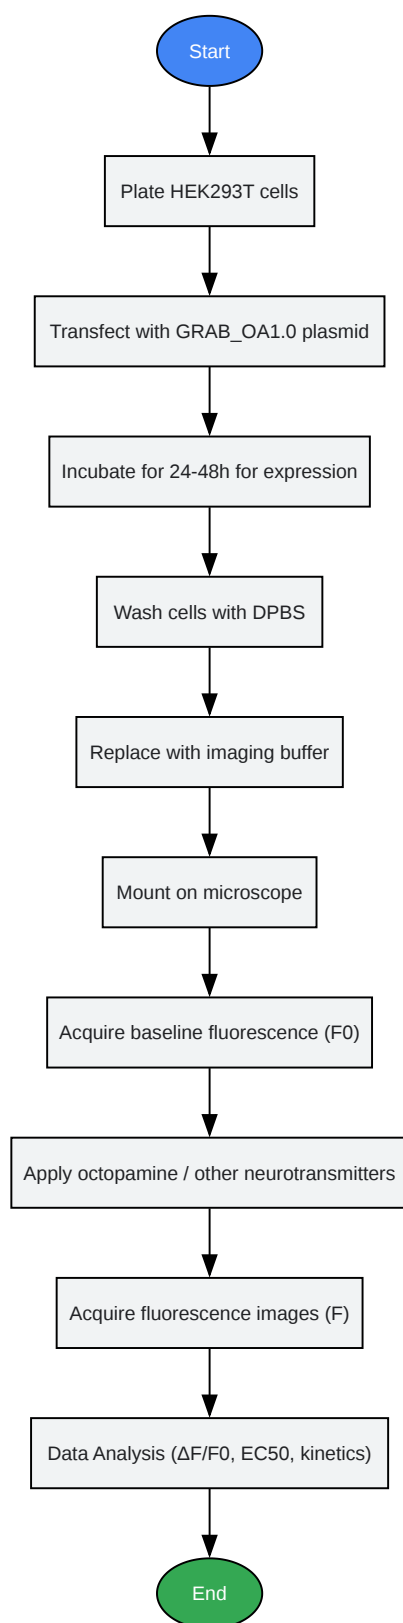 Start
Plate HEK293T cells
Transfect with GRAB_OA1.0 plasmid
Incubate for 24-48h for expression
Wash cells with DPBS
Replace with imaging buffer
Mount on microscope
Acquire baseline fluorescence (F0)
Apply octopamine / other neurotransmitters
Acquire fluorescence images (F)
Data Analysis (ΔF/F0, EC50, kinetics)
End